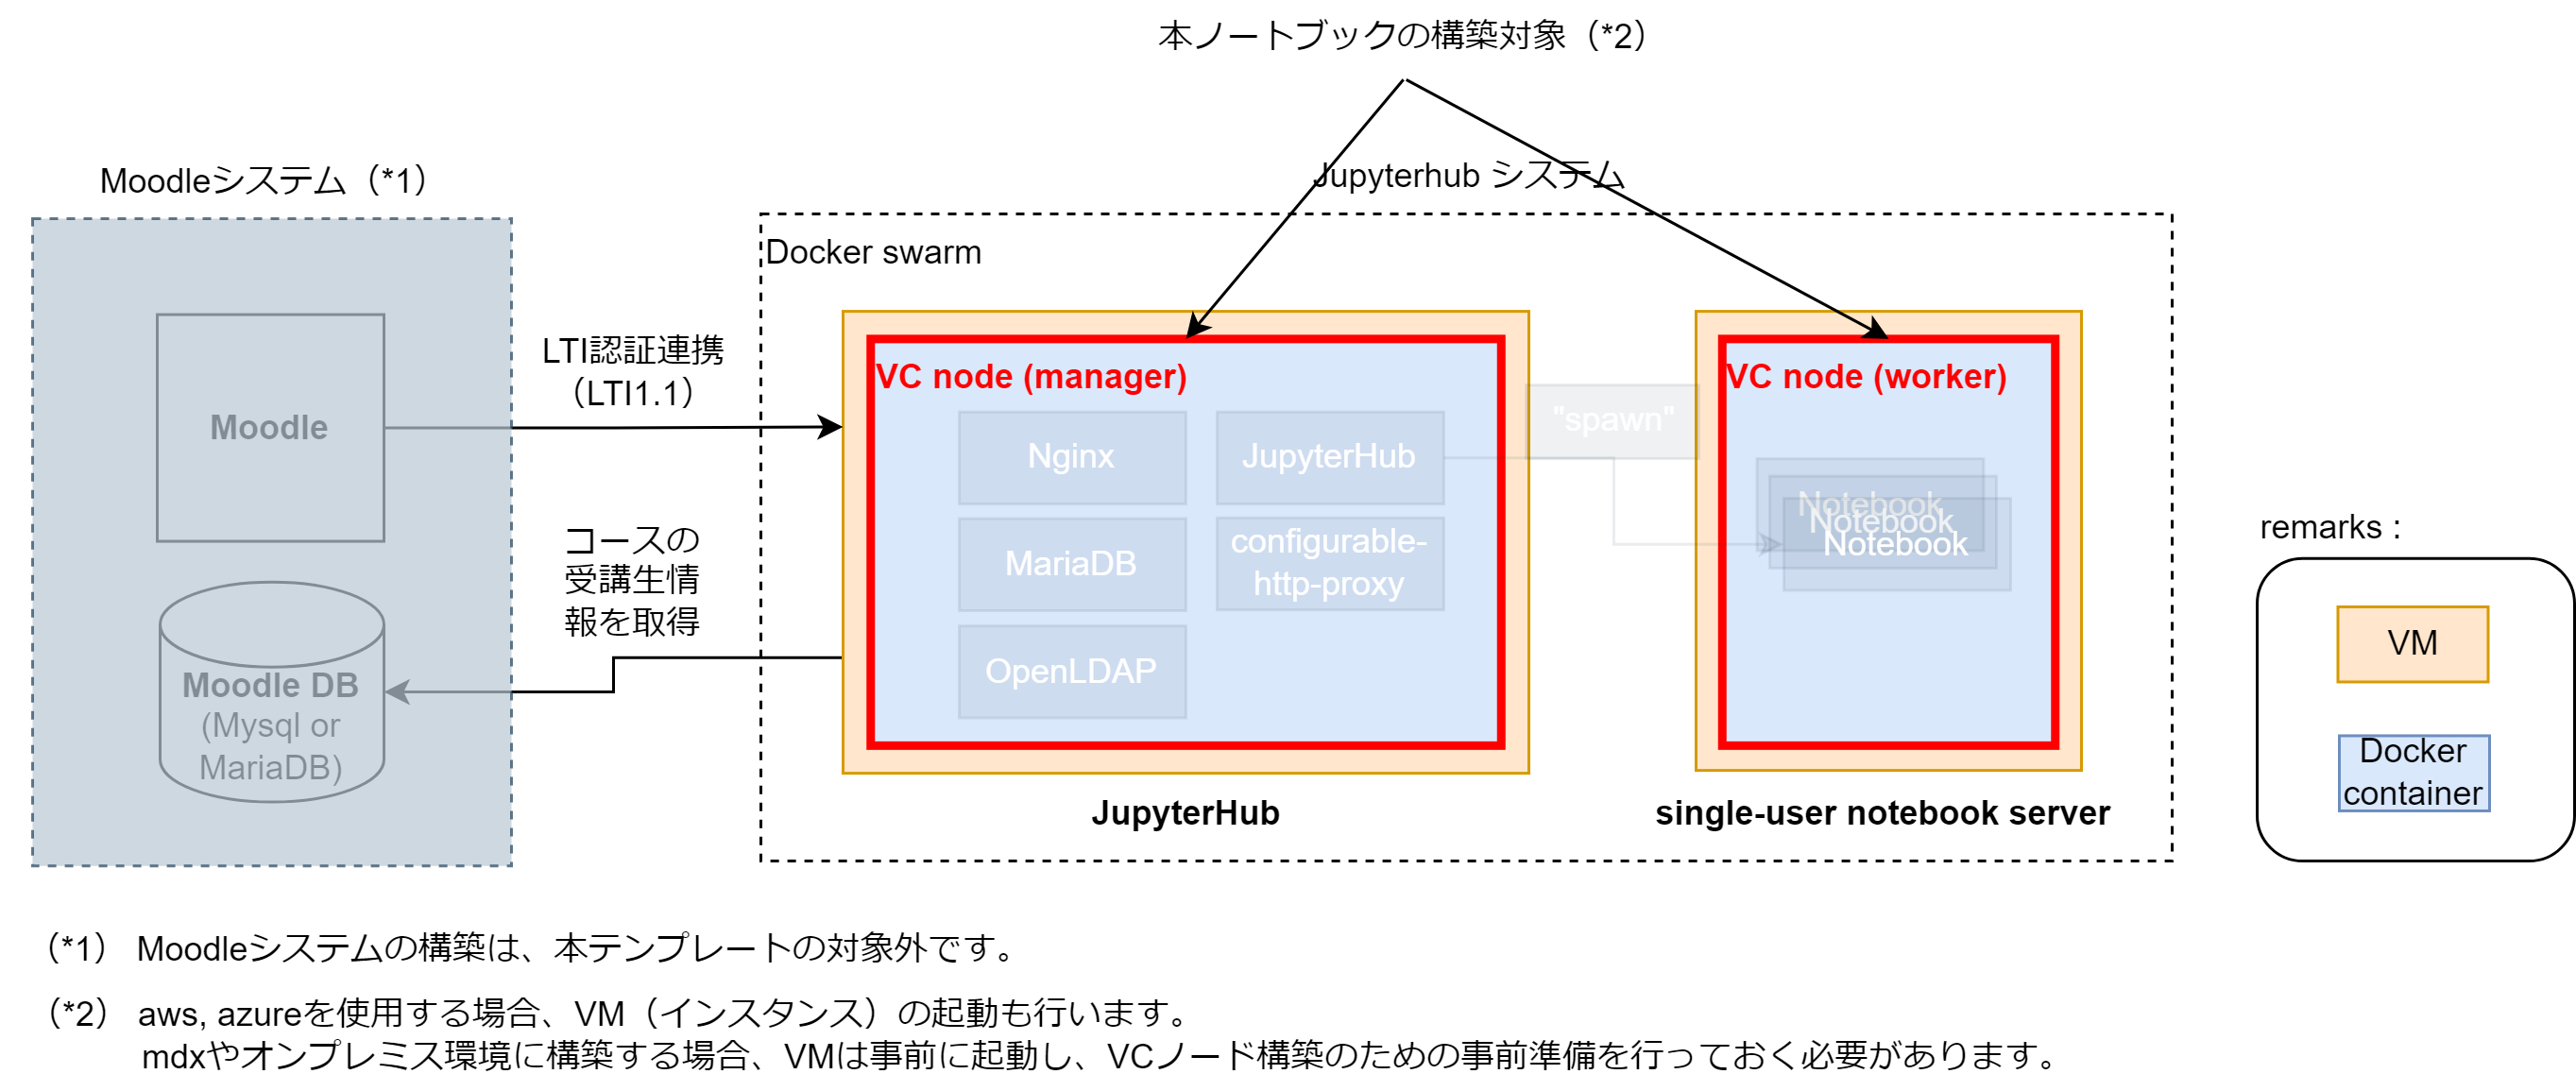 本ノートブックの構築対象（*2）
Moodleシステム（*1）
Jupyterhub システム
Docker swarm
Moodle
LTI認証連携
（LTI1.1）
コースの
受講生情
報を取得
Moodle DB
(Mysql or
MariaDB)
VC node (manager)
Nginx
JupyterHub
MariaDB
configurable-
http-proxy
OpenLDAP
"spawn"
VC node (worker)
Notebook
Notebook
Notebook
JupyterHub
single-user notebook server
remarks :
VM
Docker
container
（*1） Moodleシステムの構築は、本テンプレートの対象外です。
（*2） aws, azureを使用する場合、VM（インスタンス）の起動も行います。
mdxやオンプレミス環境に構築する場合、VMは事前に起動し、VCノード構築のための事前準備を行っておく必要があります。